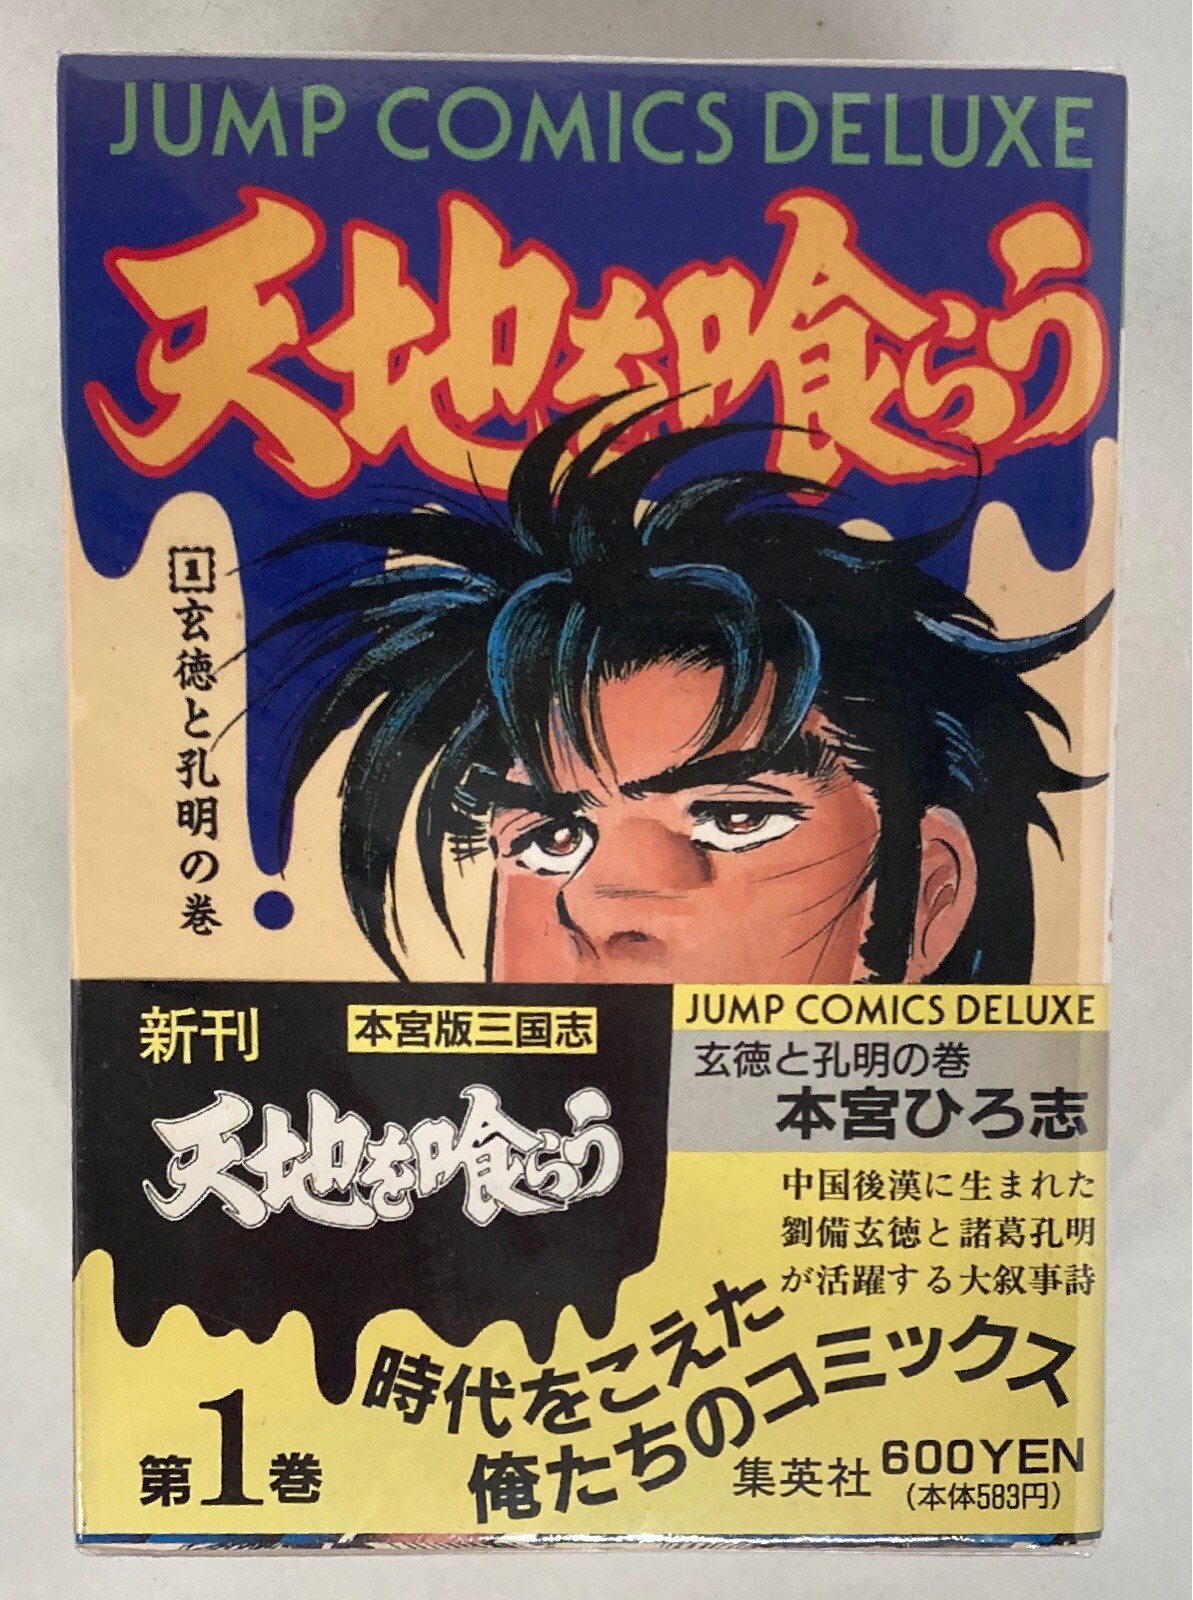 JUMP COMICS DELUXE
天地を喰らう
1 玄徳と孔明の巻
新刊
本宮版三国志
天地を喰らう
JUMP COMICS DELUXE
玄徳と孔明の巻
本宮ひろ志
中国後漢に生まれた
劉備玄徳と諸葛孔明
が活躍する大叙事詩
時代をこえた
俺たちのコミックス
第1巻
集英社
600YEN
(本体583円)